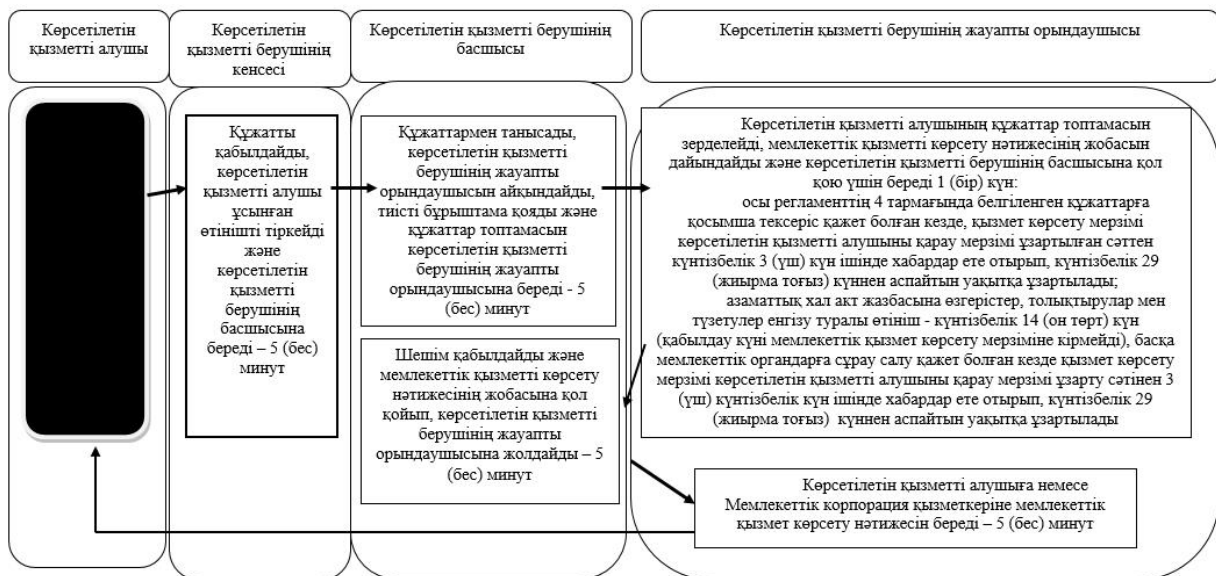 Көрсетілетін
қызметті алушы
Көрсетілетін
қызметті берушінің
кенсесі
Көрсетілетін қызметті берушінің
басшысы
Көрсетілетін қызметті берушінің жауапты орындаушысы
Құжатты
қабылдайды,
көрсетілетін
қызметті алушы
ұсынған
өтінішті тіркейді
және
көрсетілетін
қызметті
берушінің
басшысына
береді – 5 (бес)
минут
Құжаттармен танысады,
көрсетілетін қызметті
берушінің жауапты
орындаушысын айқындайды,
тиісті бұрыштама қояды және
құжаттар топтамасын
көрсетілетін қызметті
берушінің жауапты
орындаушысына береді - 5
(бес) минут
Шешім қабылдайды және
мемлекеттік қызметті көрсету
нәтижесінің жобасына қол
қойып, көрсетілетін қызметті
берушінің жауапты
орындаушысына жолдайды – 5
(бес) минут
Көрсетілетін қызметті алушының құжаттар топтамасын
зерделейді, мемлекеттік қызметті көрсету нәтижесінің жобасын
дайындайды және көрсетілетін қызметті берушінің басшысына қол
қою үшін береді 1 (бір) күн:
осы регламенттің 4 тармағында белгіленген құжаттарға
қосымша тексеріс қажет болған кезде, қызмет көрсету мерзімі
көрсетілетін қызметті алушыны қарау мерзімі ұзартылған сәттен
күнтізбелік 3 (үш) күн ішінде хабардар ете отырып, күнтізбелік 29
(жиырма тоғыз) күннен аспайтын уақытқа ұзартылады;
азаматтық хал акт жазбасына өзгерістер, толықтырулар мен
түзетулер енгізу туралы өтініш - күнтізбелік 14 (он төрт) күн
(қабылдау күні мемлекеттік қызмет көрсету мерзіміне кірмейді), басқа
мемлекеттік органдарға сұрау салу қажет болған кезде қызмет көрсету
мерзімі көрсетілетін қызметті алушыны қарау мерзімі ұзарту сәтінен 3
(үш) күнтізбелік күн ішінде хабардар ете отырып, күнтізбелік 29
(жиырма тоғыз) күннен аспайтын уақытқа ұзартылады
Көрсетілетін қызметті алушыға немесе
Мемлекеттік корпорация қызметкеріне мемлекеттік
қызмет көрсету нәтижесін береді – 5 (бес) минут